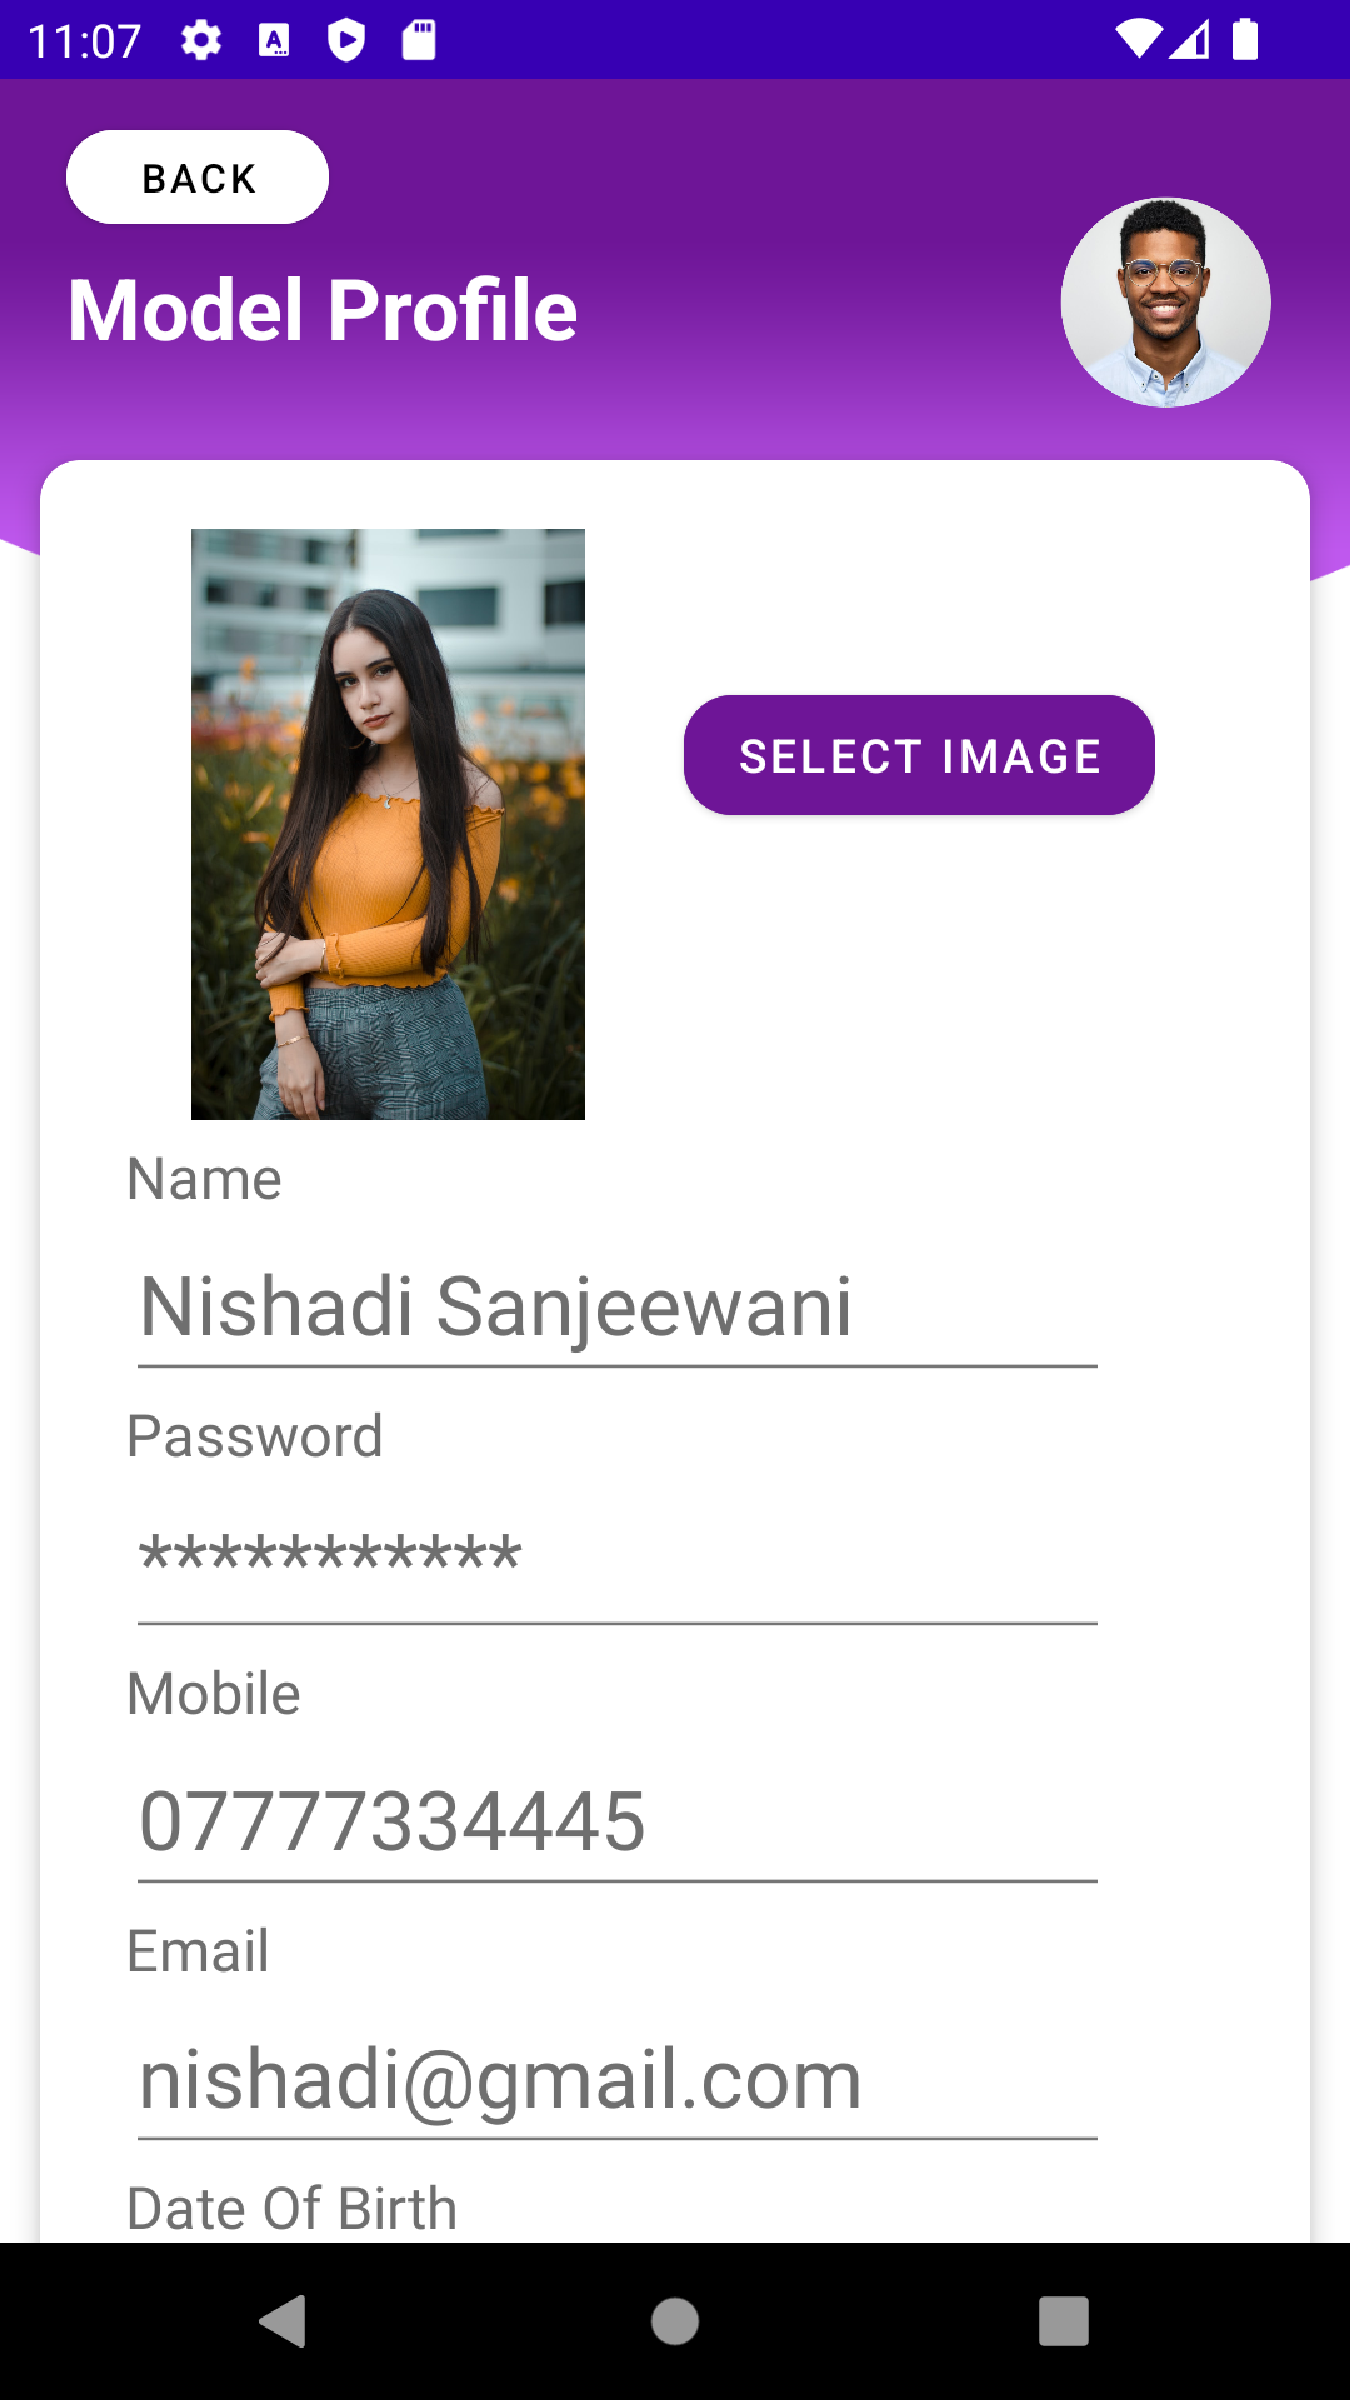 11:07
BACK
Model Profile
SELECT IMAGE
Name
Nishadi Sanjeewani
Password
***********
Mobile
07777334445
Email
nishadi@gmail.com
Date Of Birth